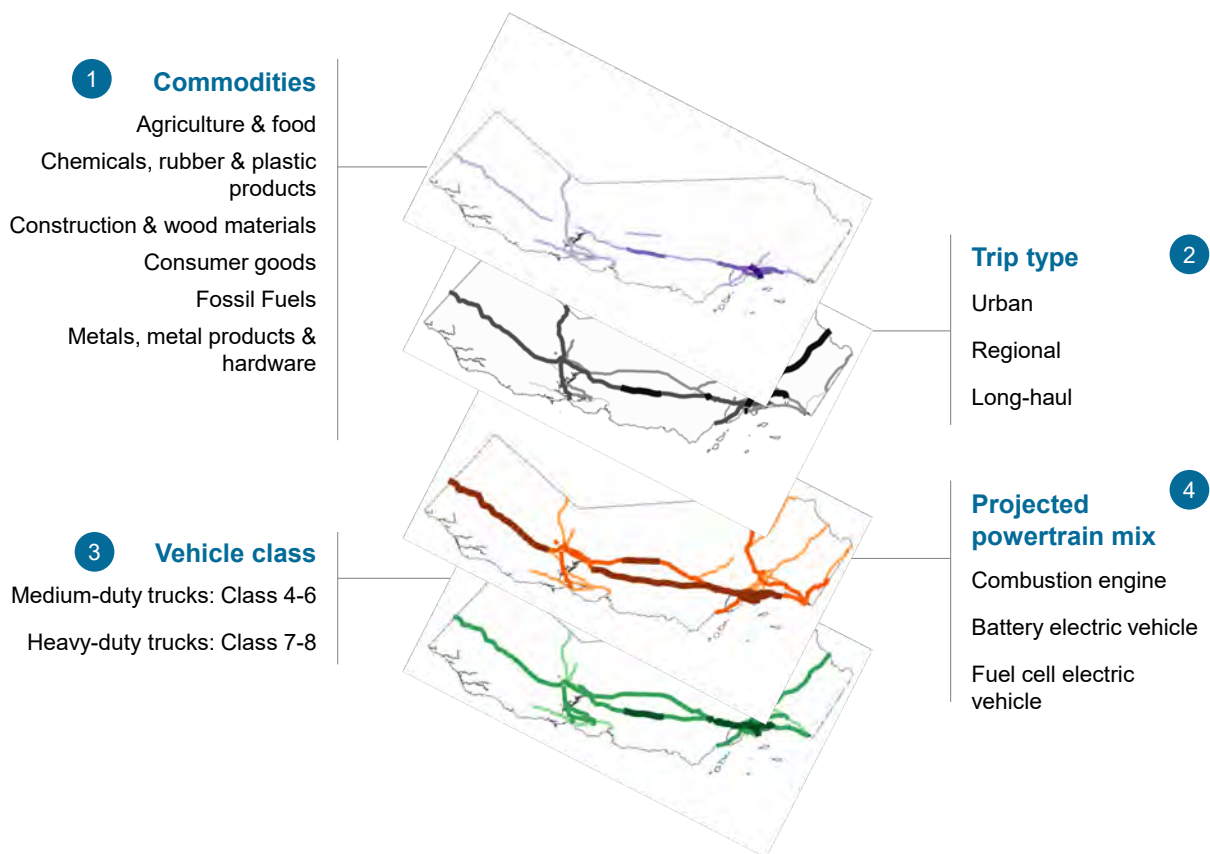 1
Commodities
Agriculture & food
Chemicals, rubber & plastic
products
Construction & wood materials
Consumer goods
Fossil Fuels
Metals, metal products &
hardware
Trip type
2
Urban
Regional
Long-haul
3
Vehicle class
Medium-duty trucks: Class 4-6
Heavy-duty trucks: Class 7-8
Projected
powertrain mix
4
Combustion engine
Battery electric vehicle
Fuel cell electric
vehicle